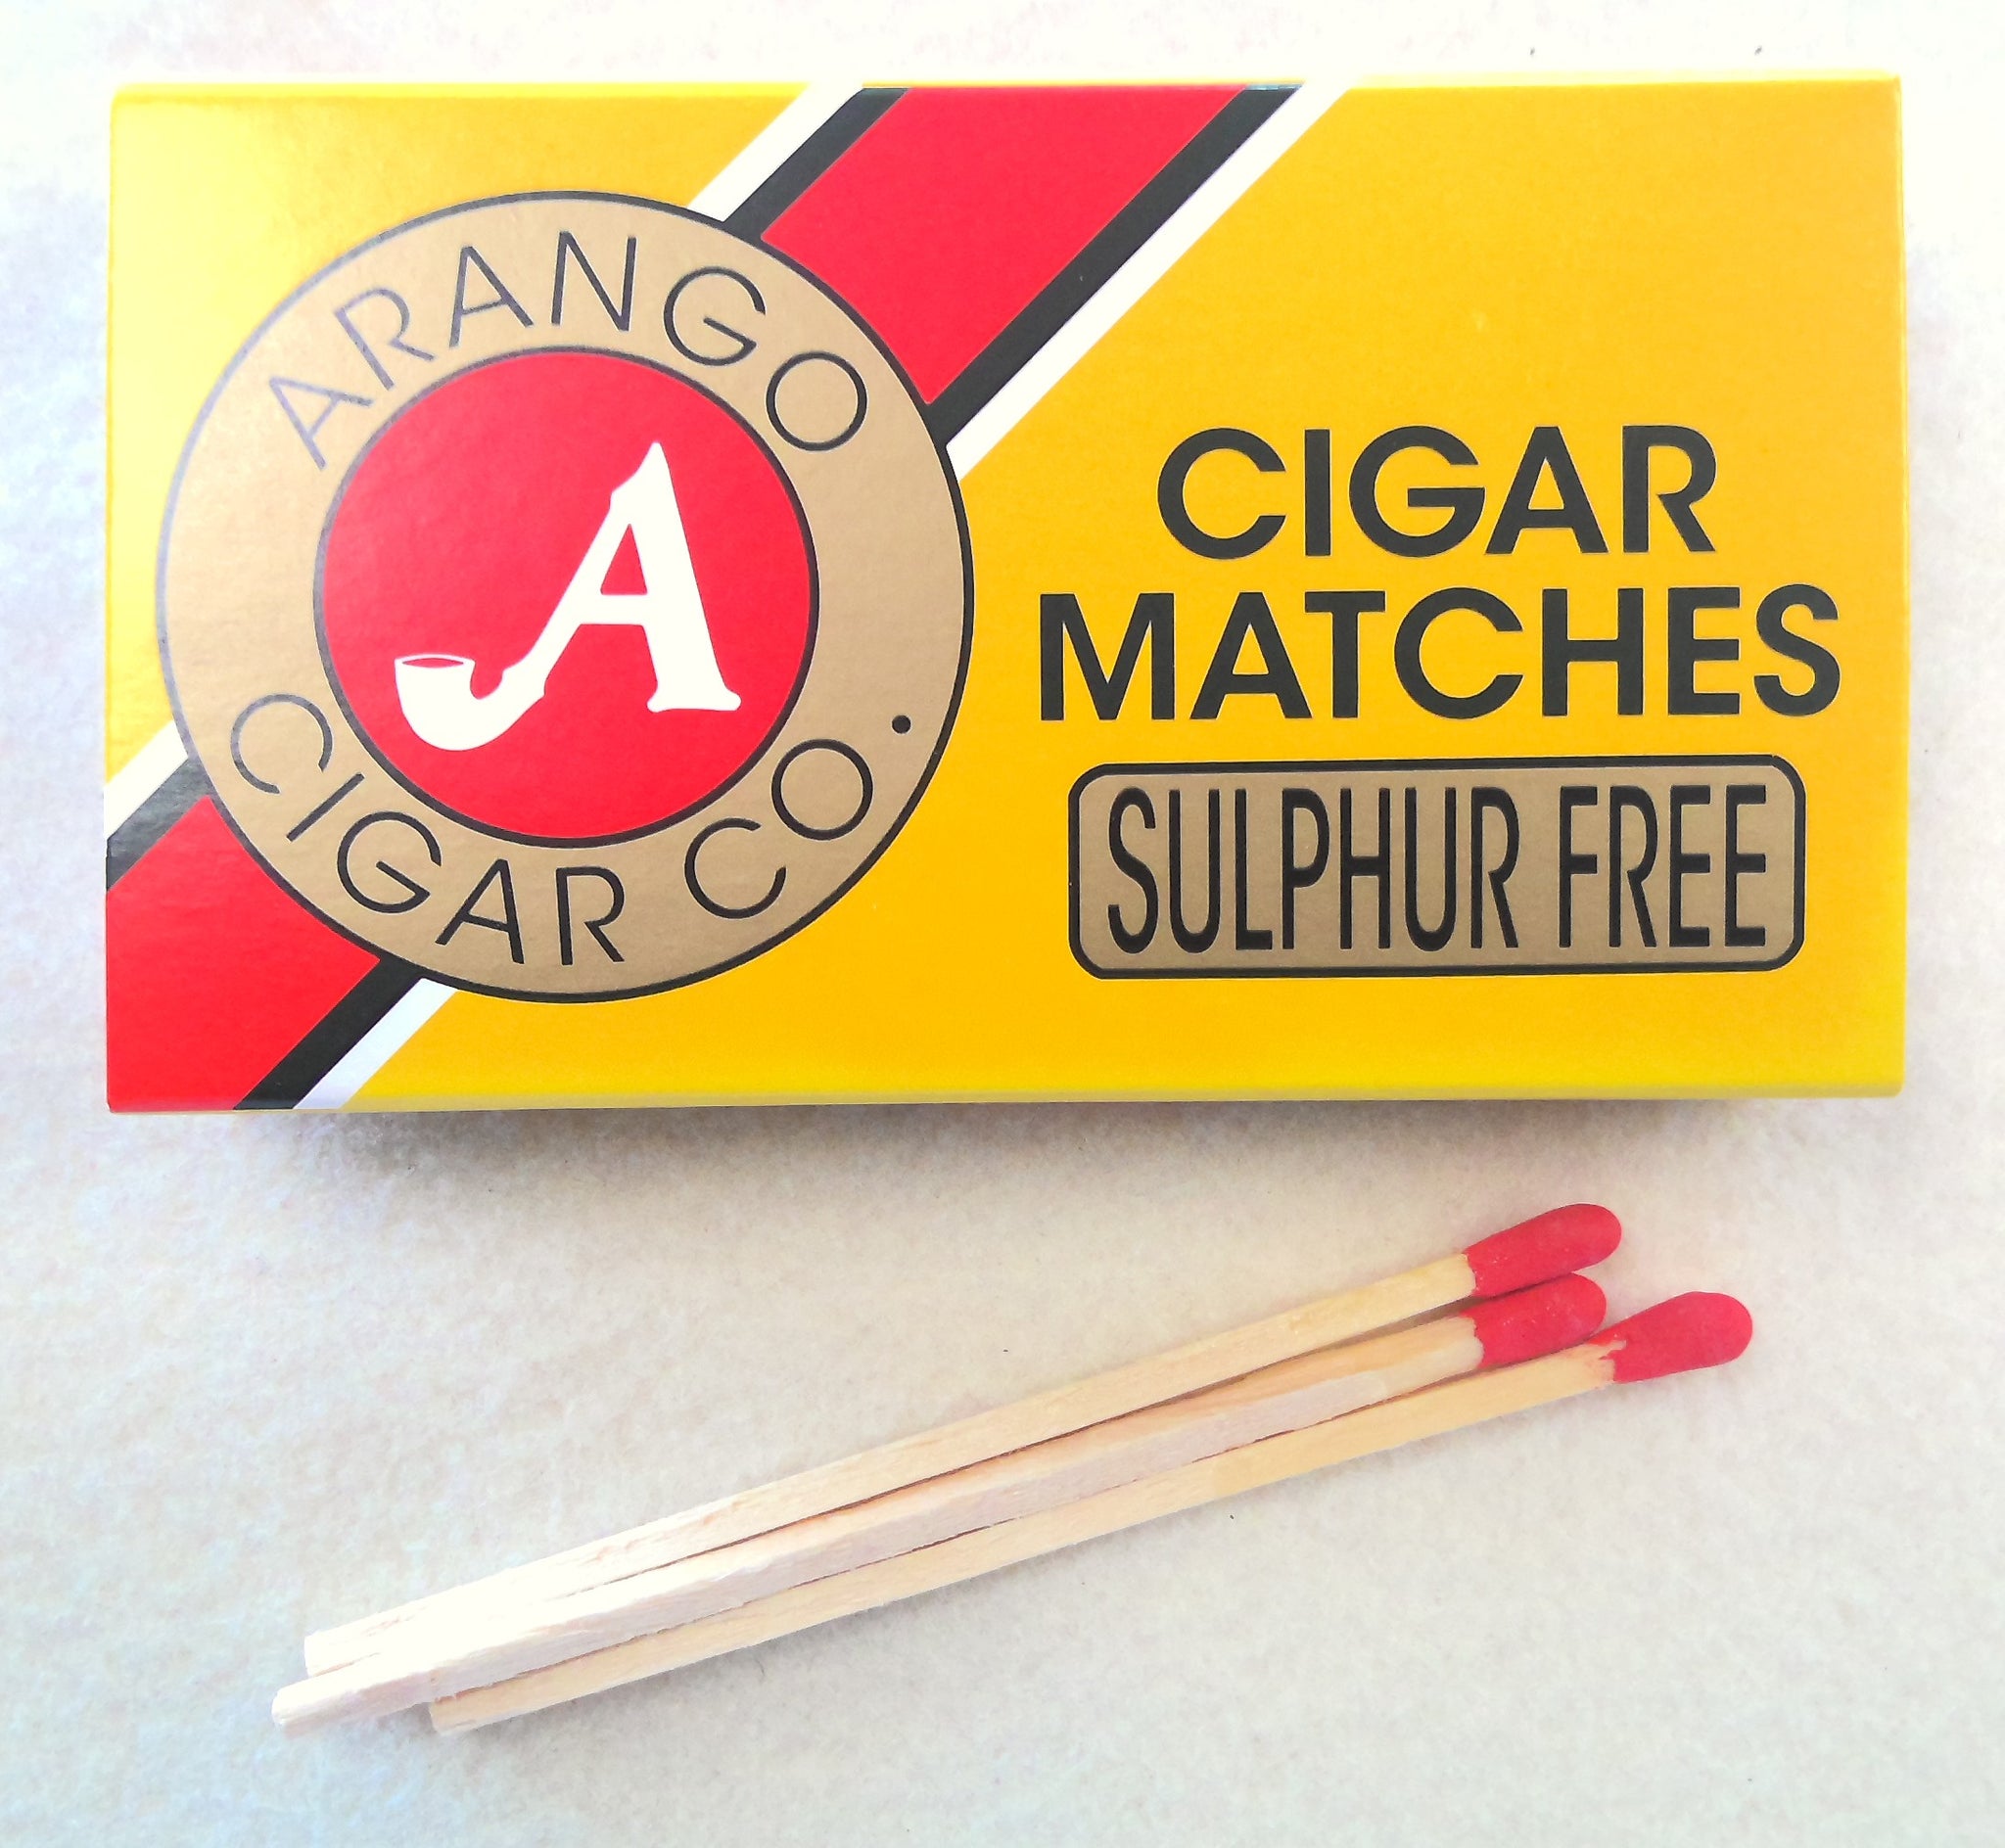 ARANGO
A
CIGAR CO.
CIGAR
MATCHES
SULPHUR FREE